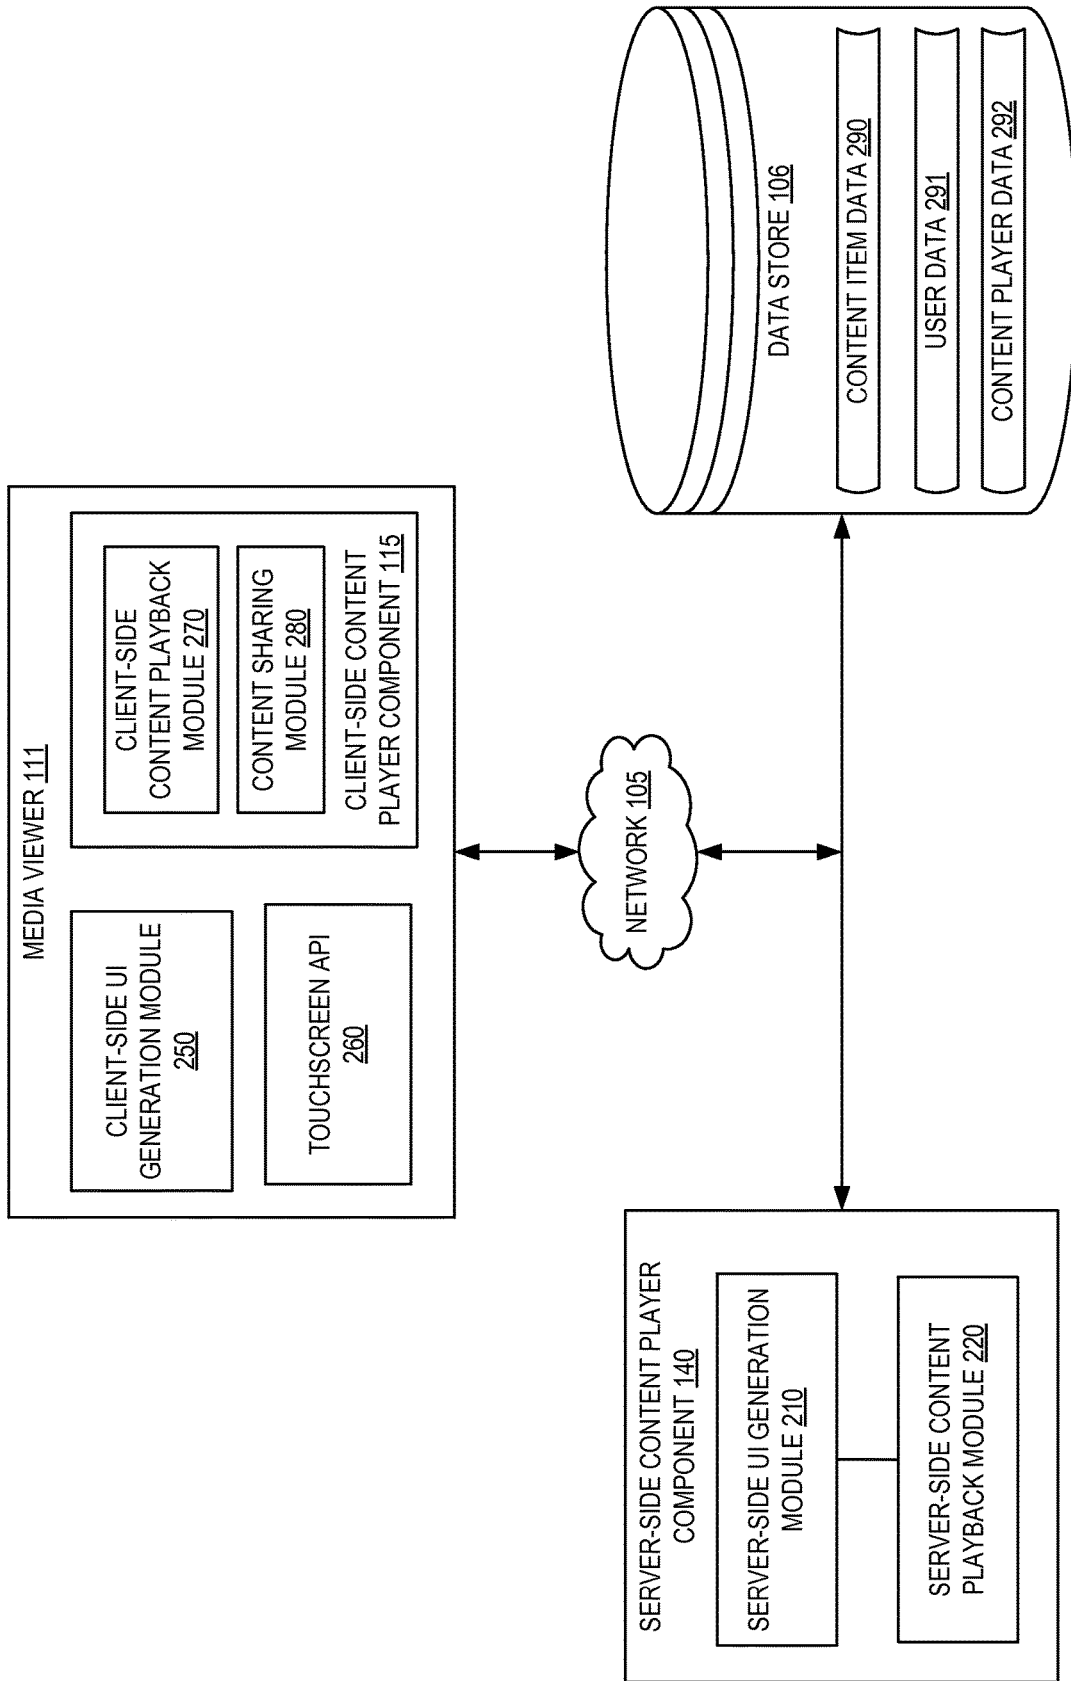 MEDIA VIEWER 111
CLIENT-SIDE UI
GENERATION MODULE
250
TOUCHSCREEN API
260
CLIENT-SIDE
CONTENT PLAYBACK
MODULE 270
CONTENT SHARING
MODULE 280
CLIENT-SIDE CONTENT
PLAYER COMPONENT 115
NETWORK 105
SERVER-SIDE CONTENT PLAYER
COMPONENT 140
SERVER-SIDE UI GENERATION
MODULE 210
SERVER-SIDE CONTENT
PLAYBACK MODULE 220
DATA STORE 106
CONTENT ITEM DATA 290
USER DATA 291
CONTENT PLAYER DATA 292